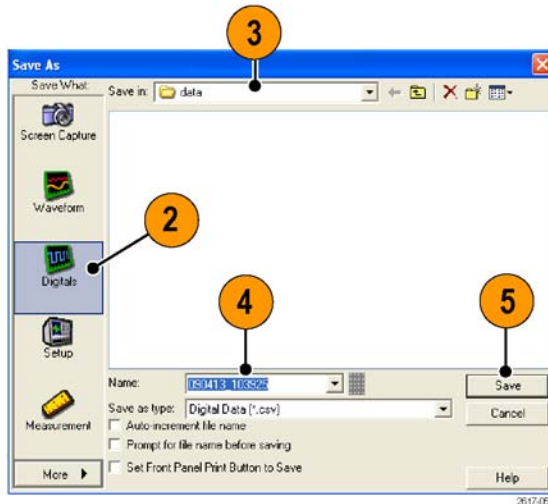 3
Save As
Save What:
Save in: data
Screen Capture
Waveform
2
Digitals
4
5
Setup
Name: 090413_103925
Save
Save as type: Digital Data (*.csv)
Cancel
Measurement
Auto-increment file name
Prompt for file name before saving
Set Front Panel Print Button to Save
More
Help